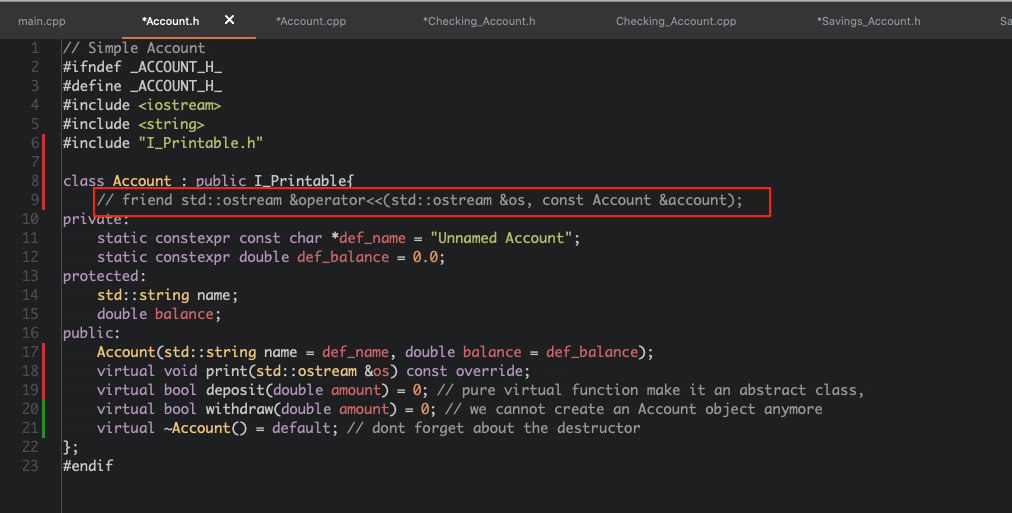 main.cpp *Account.h X *Account.cpp *Checking_Account.h Checking_Account.cpp *Savings_Account.h Sa
1 // Simple Account
2 #ifndef _ACCOUNT_H_
3 #define _ACCOUNT_H_
4 #include <iostream>
5 #include <string>
6 #include "I_Printable.h"
7
8 class Account : public I_Printable{
9 // friend std::ostream &operator<<(std::ostream &os, const Account &account);
10 private:
11 static constexpr const char *def_name = "Unnamed Account";
12 static constexpr double def_balance = 0.0;
13 protected:
14 std::string name;
15 double balance;
16 public:
17 Account(std::string name = def_name, double balance = def_balance);
18 virtual void print(std::ostream &os) const override;
19 virtual bool deposit(double amount) = 0; // pure virtual function make it an abstract class,
20 virtual bool withdraw(double amount) = 0; // we cannot create an Account object anymore
21 virtual ~Account() = default; // dont forget about the destructor
22 };
23 #endif